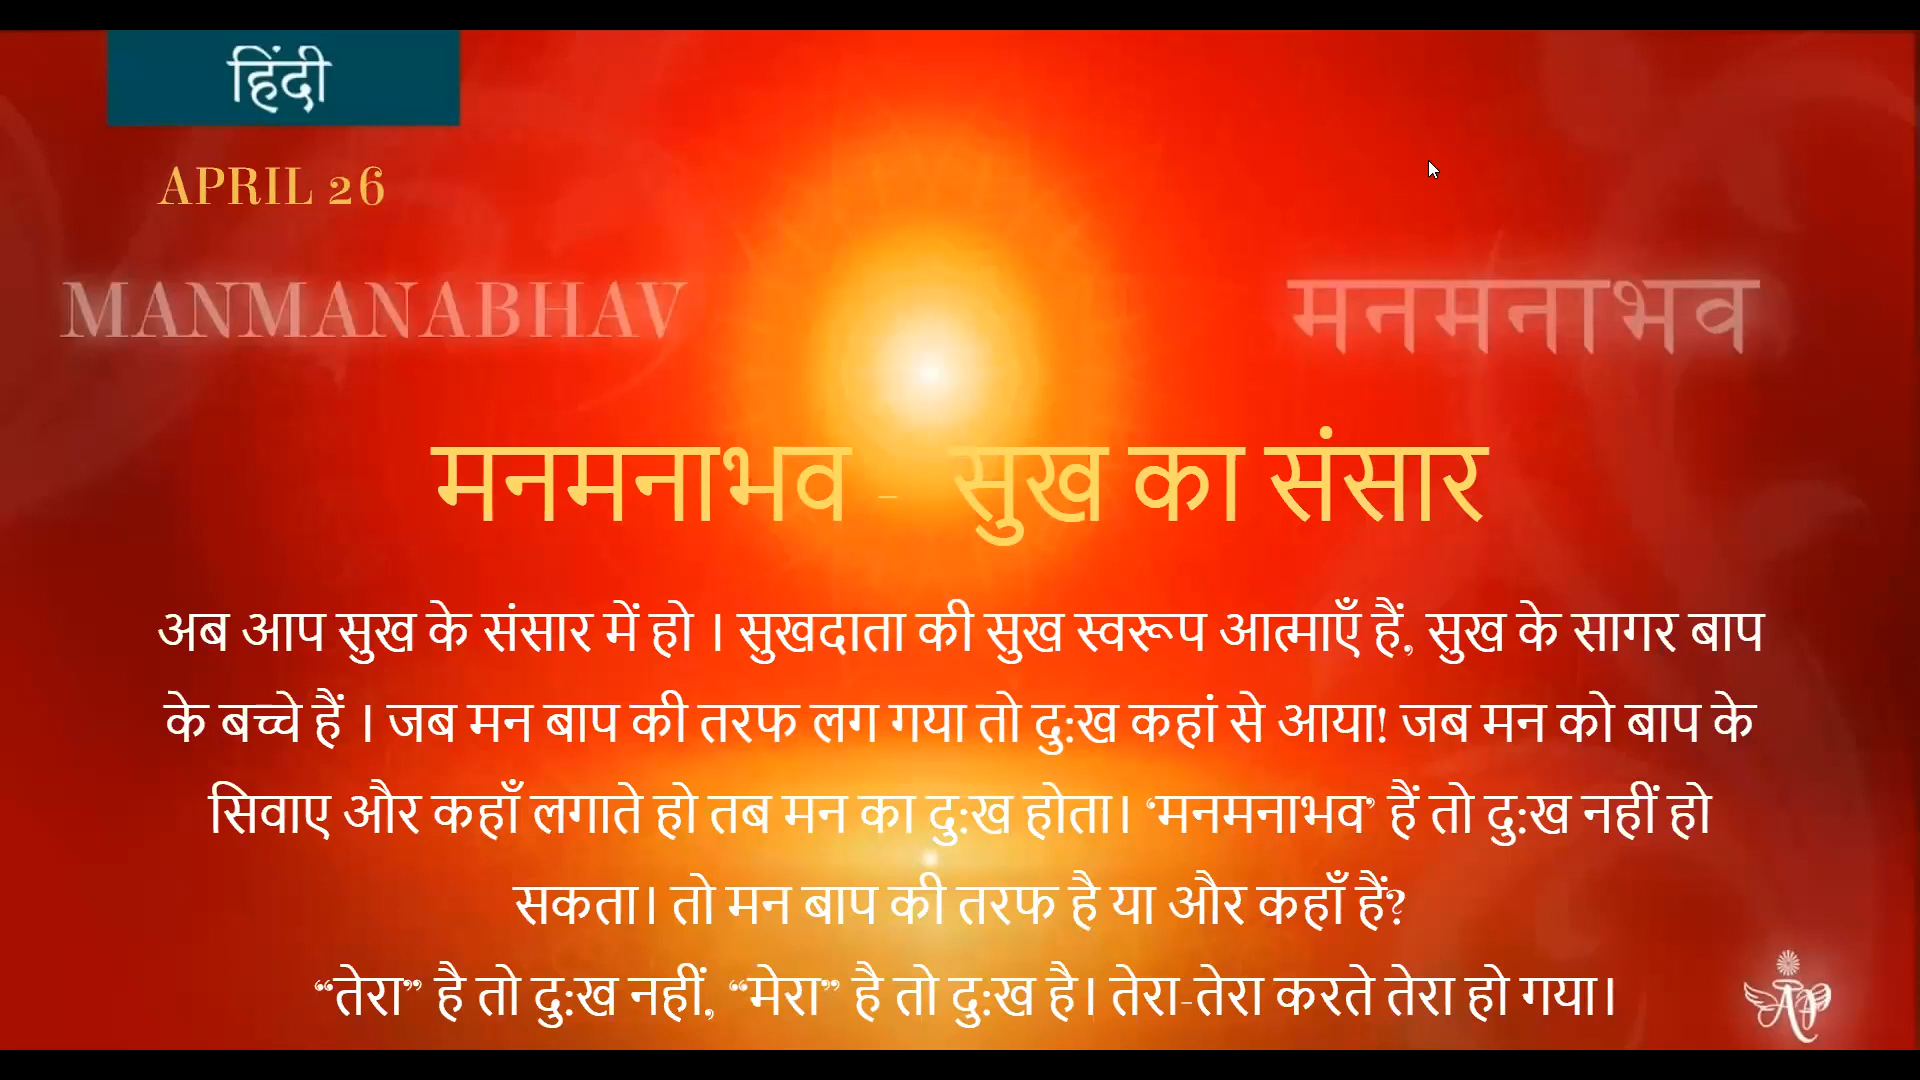 हिंदी
APRIL 26
MANMANABHAV
मनमनाभव
मनमनाभव - सुख का संसार
अब आप सुख के संसार में हो । सुखदाता की सुख स्वरूप आत्माएँ हैं, सुख के सागर बाप
के बच्चे हैं । जब मन बाप की तरफ लग गया तो दु:ख कहां से आया! जब मन को बाप के
सिवाए और कहाँ लगाते हो तब मन का दु:ख होता। ‘मनमनाभव’ हैं तो दु:ख नहीं हो
सकता। तो मन बाप की तरफ है या और कहाँ हैं?
“तेरा” है तो दु:ख नहीं, “मेरा” है तो दु:ख है। तेरा-तेरा करते तेरा हो गया।
AP